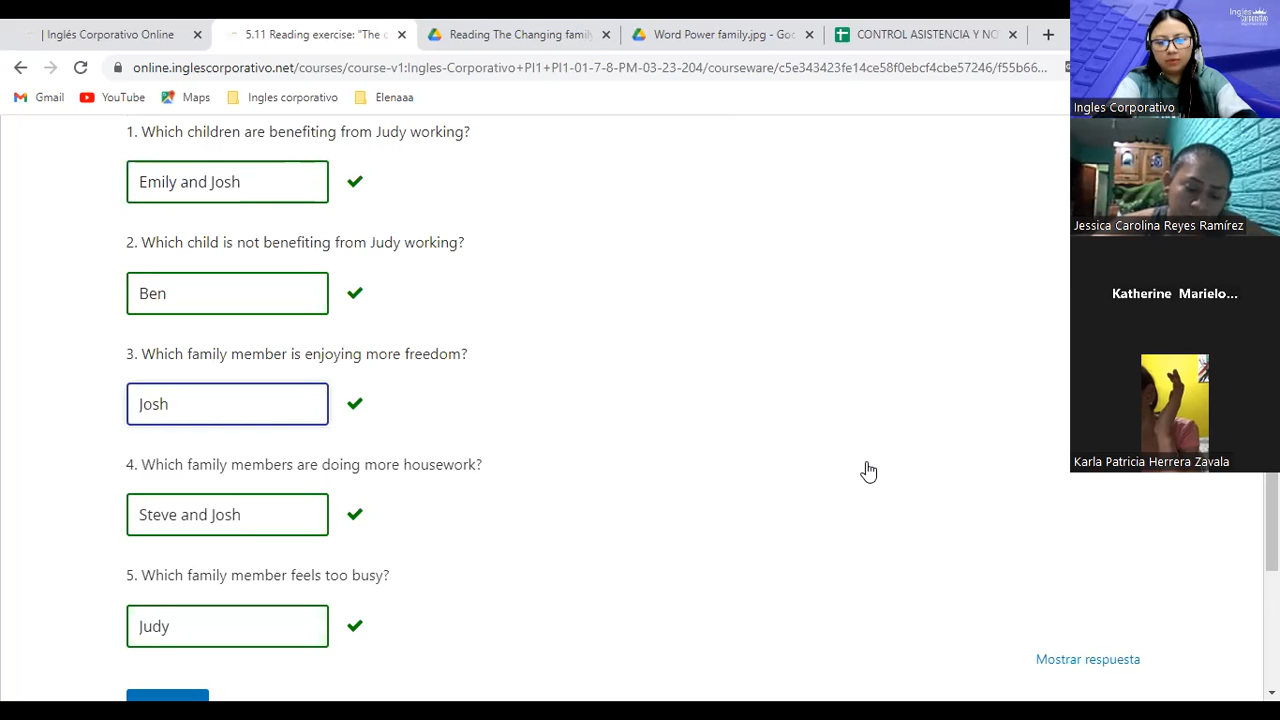 | Inglés Corporativo Online
5.11 Reading exercise: "The c
Reading The Changing family
Word Power family.jpg - Goo
CONTROL ASISTENCIA Y NO
online.inglescorporativo.net/courses/course-v1:Ingles-Corporativo+PI1+PI1-01-7-8-PM-03-23-204/courseware/c5e343423fe14ce58f0ebcf4cbe57246/f55b66...
Gmail
YouTube
Maps
Ingles corporativo
Elenaaa
1. Which children are benefiting from Judy working?
Emily and Josh
2. Which child is not benefiting from Judy working?
Ben
3. Which family member is enjoying more freedom?
Josh
4. Which family members are doing more housework?
Steve and Josh
5. Which family member feels too busy?
Judy
Mostrar respuesta
Ingles Corporativo
Jessica Carolina Reyes Ramírez
Katherine Marielo...
Karla Patricia Herrera Zavala